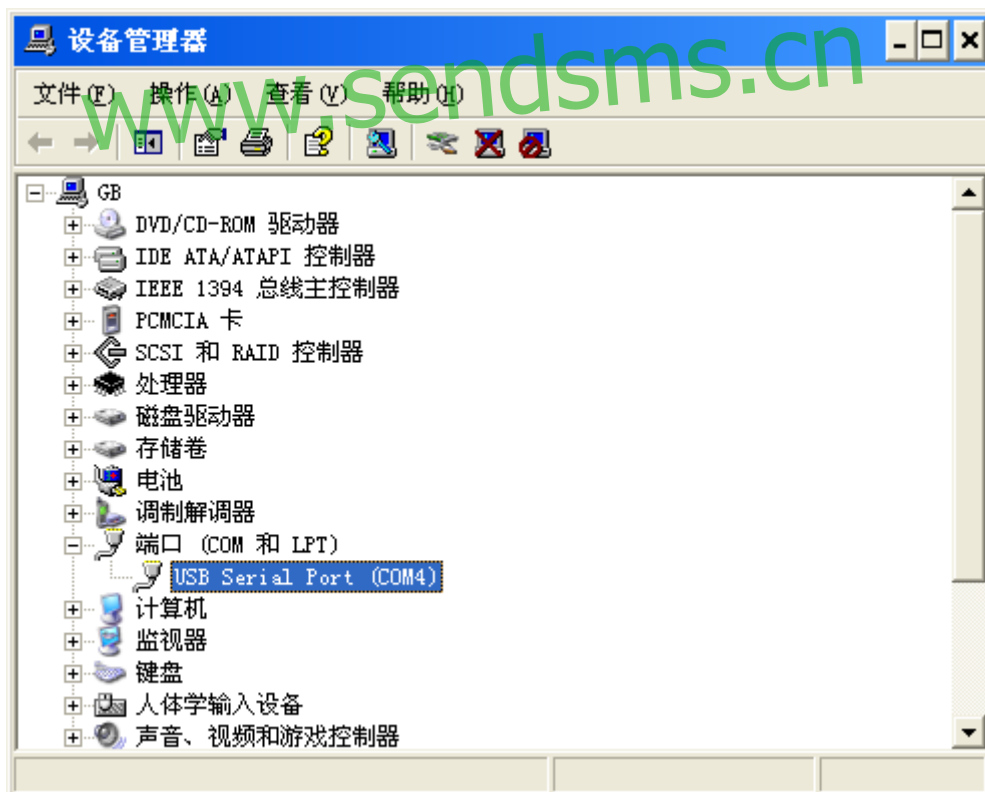 设备管理器
www.sendsms.cn
文件(F) 操作(A) 查看(V) 帮助(H)
GB
DVD/CD-ROM 驱动器
IDE ATA/ATAPI 控制器
IEEE 1394 总线主控制器
PCMCIA 卡
SCSI 和 RAID 控制器
处理器
磁盘驱动器
存储卷
电池
调制解调器
端口 (COM 和 LPT)
USB Serial Port (COM4)
计算机
监视器
键盘
人体学输入设备
声音、视频和游戏控制器